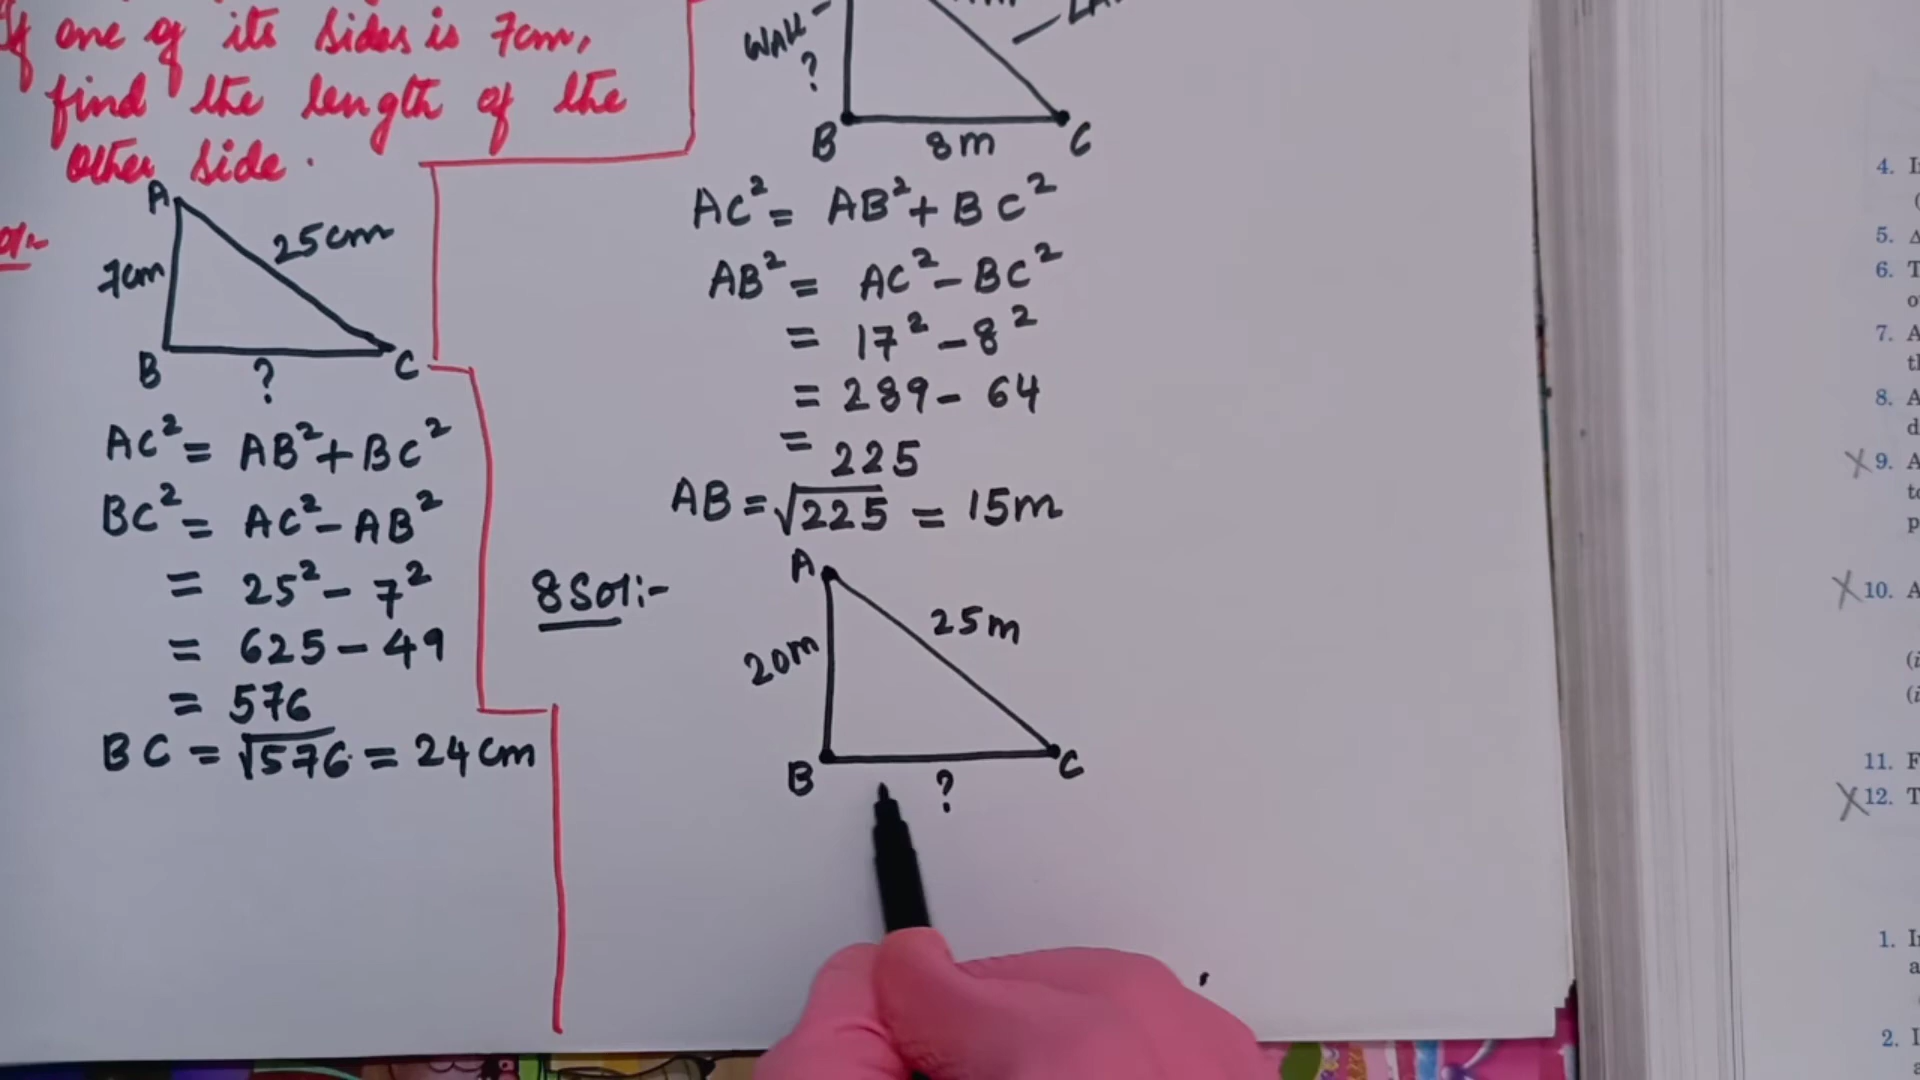 If one of its sides is 7cm,
find the length of the
other side.
A
7cm
25cm
B
?
C
AC²= AB²+BC²
BC²= AC²-AB²
= 25²- 7²
= 625-49
= 576
BC = √576 = 24cm
WALL
?
B
8m
C
AC²= AB²+BC²
AB²= AC²-BC²
= 17²-8²
= 289- 64
= 225
AB=√225 = 15m
8 Sol:-
A
20m
25m
B
?
C
4.
5.
6. T
7. A
8. A
X 9. A
X 10. A
11. F
X 12. T
1.
2.